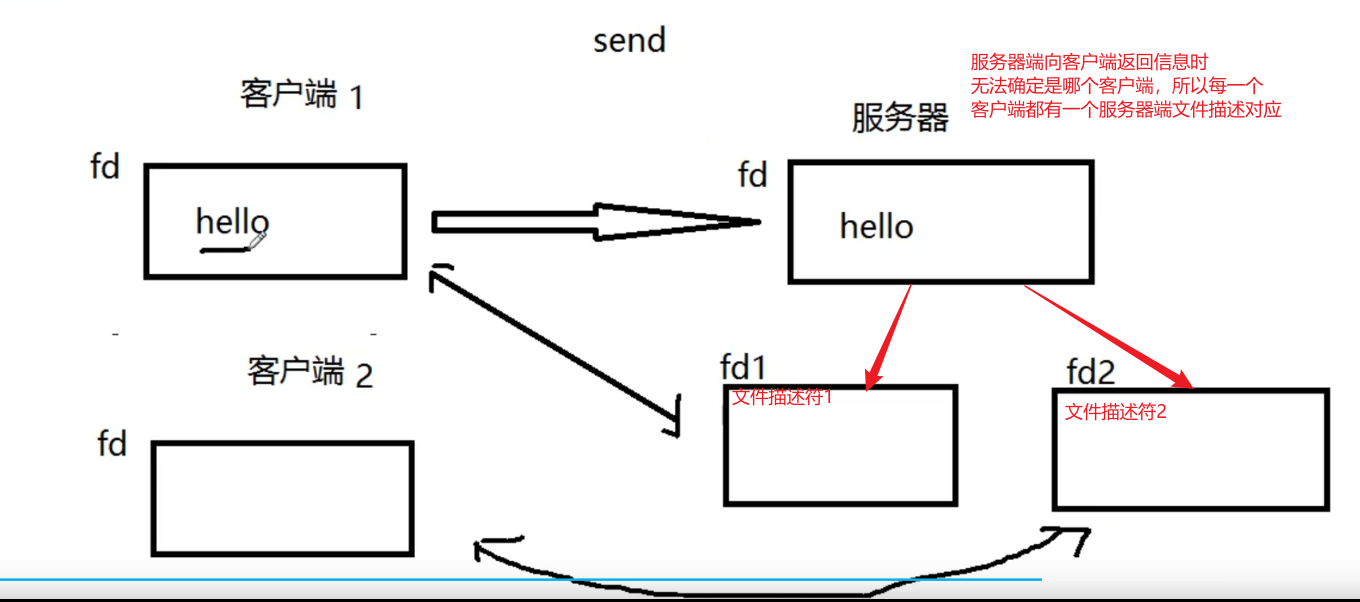 send
服务器端向客户端返回信息时
无法确定是哪个客户端，所以每一个
客户端都有一个服务器端文件描述对应
客户端 1
服务器
fd
hello
fd
hello
客户端 2
fd
fd1
文件描述符1
fd2
文件描述符2